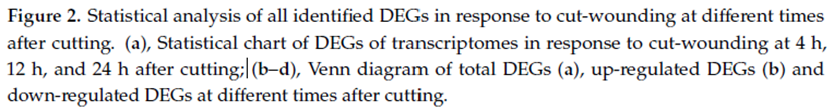 Figure 2. Statistical analysis of all identified DEGs in response to cut-wounding at different times
after cutting. (a), Statistical chart of DEGs of transcriptomes in response to cut-wounding at 4 h,
12 h, and 24 h after cutting; (b–d), Venn diagram of total DEGs (a), up-regulated DEGs (b) and
down-regulated DEGs at different times after cutting.